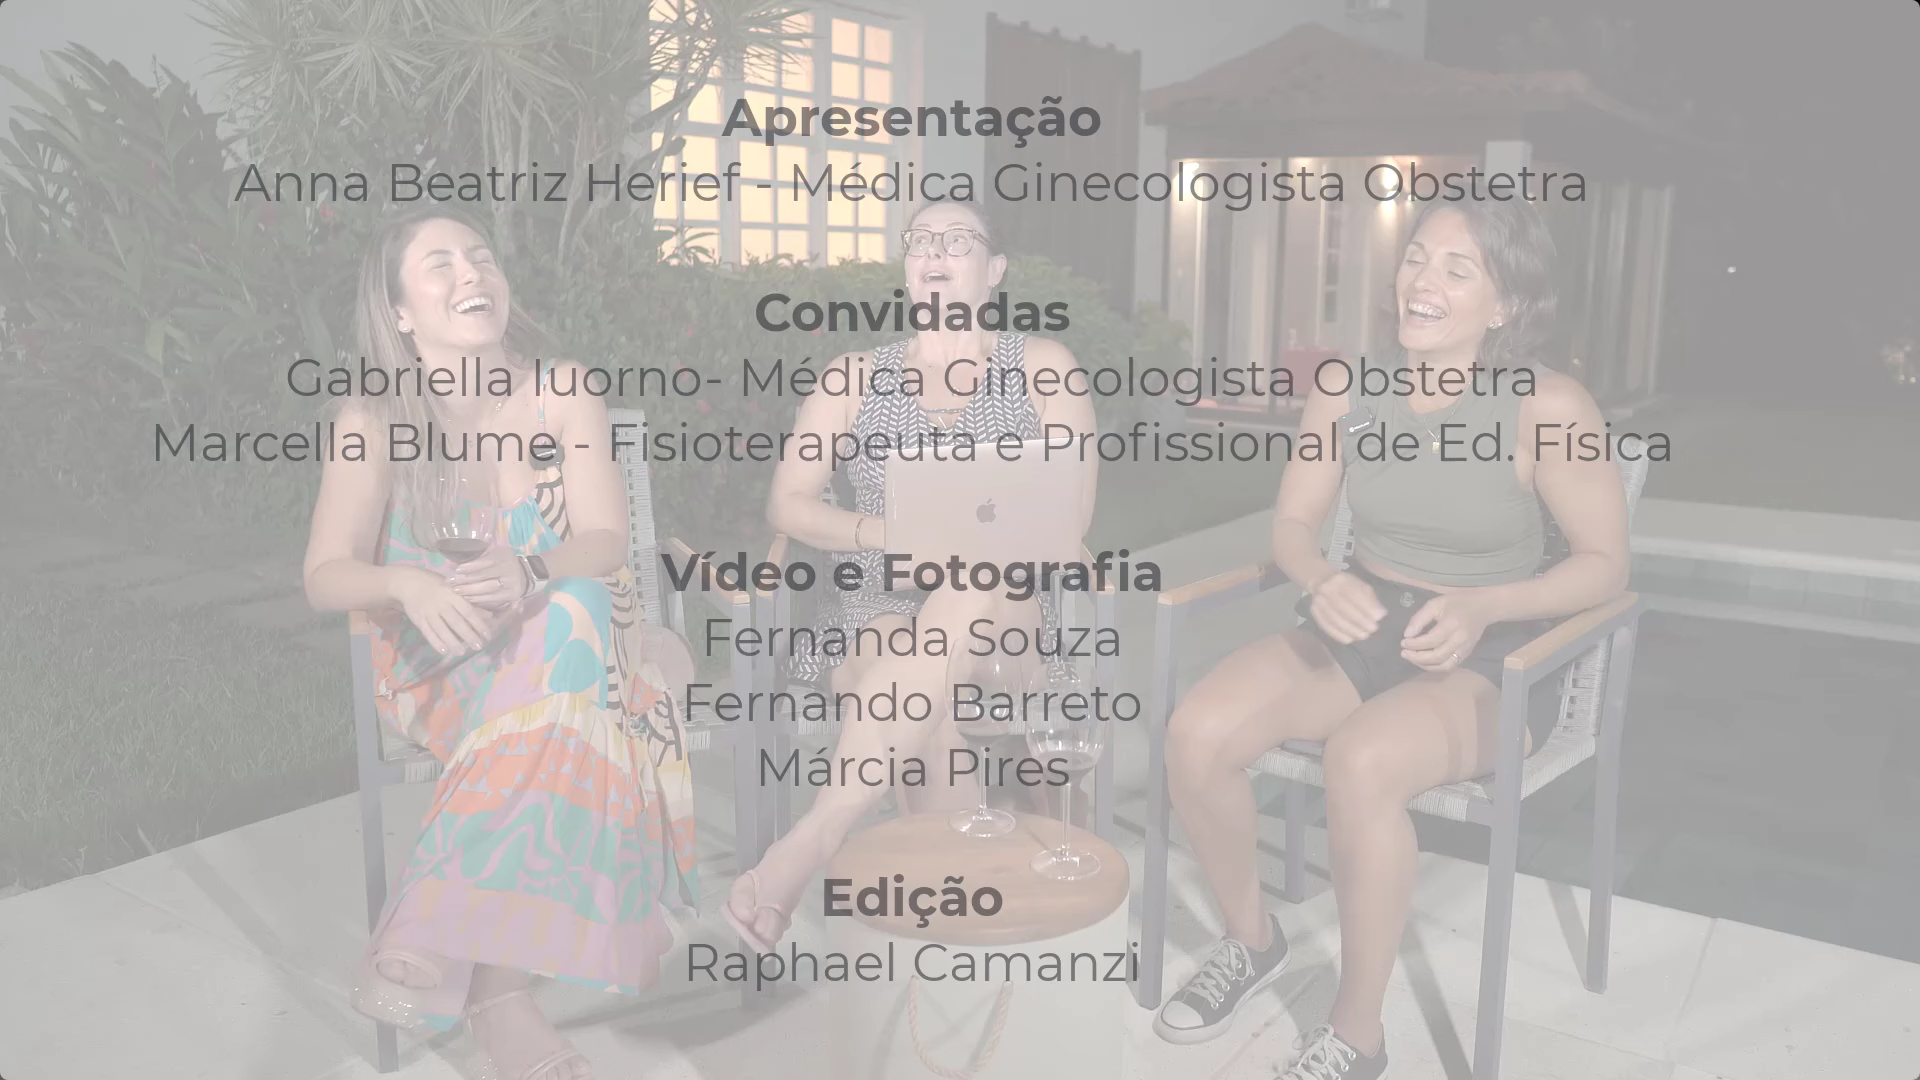 Apresentação
Anna Beatriz Herief - Médica Ginecologista Obstetra
Convidadas
Gabriella Iuorno- Médica Ginecologista Obstetra
Marcella Blume - Fisioterapeuta e Profissional de Ed. Física
Vídeo e Fotografia
Fernanda Souza
Fernando Barreto
Márcia Pires
Edição
Raphael Camanzi